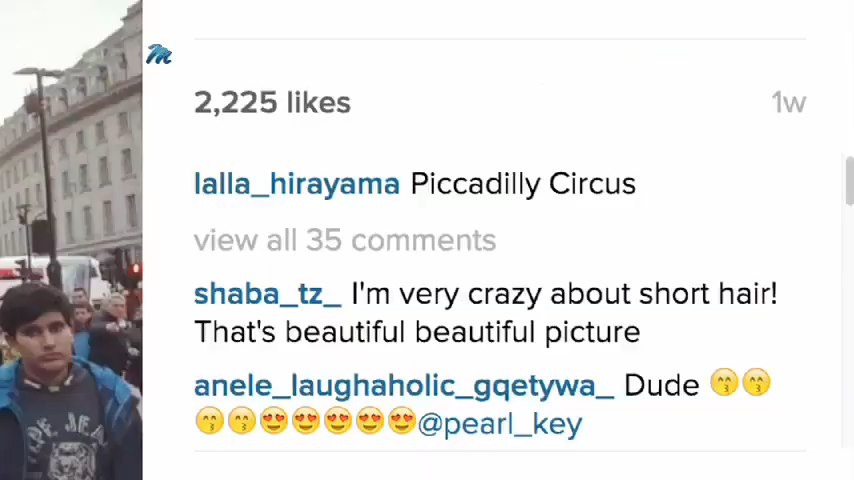 2,225 likes 1w
lalla_hirayama Piccadilly Circus
view all 35 comments
shaba_tz_ I'm very crazy about short hair!
That's beautiful beautiful picture
anele_laughaholic_gqetywa_ Dude 😙😙
😙😙😍😍😍😍😍@pearl_key